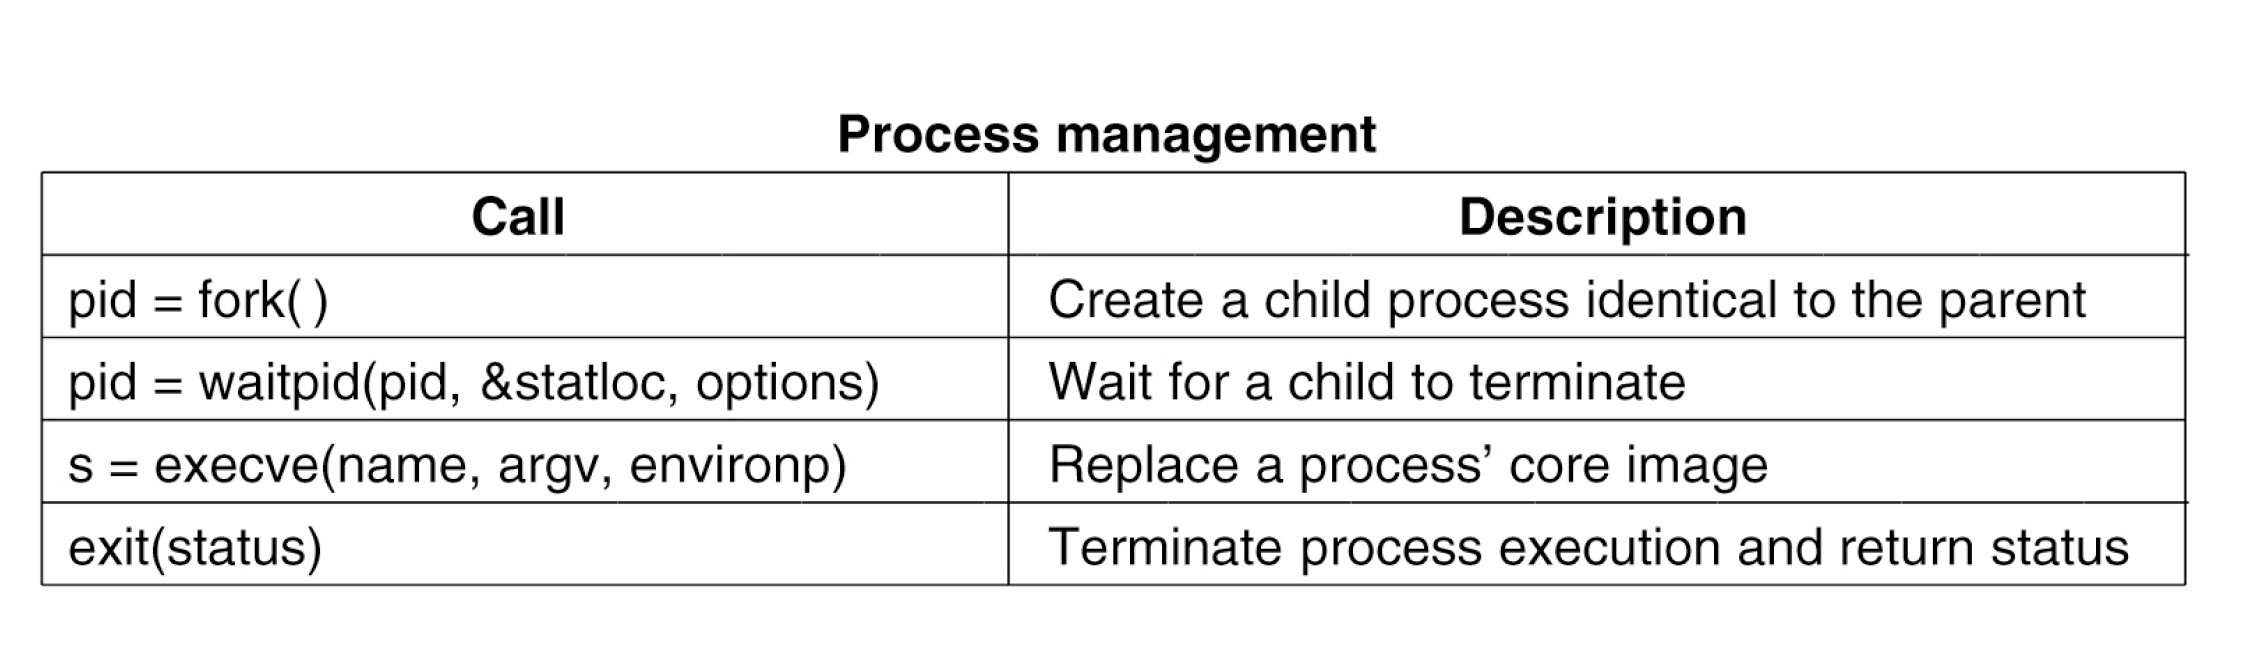 Process management
Call Description
pid = fork( ) Create a child process identical to the parent
pid = waitpid(pid, &statloc, options) Wait for a child to terminate
s = execve(name, argv, environp) Replace a process’ core image
exit(status) Terminate process execution and return status